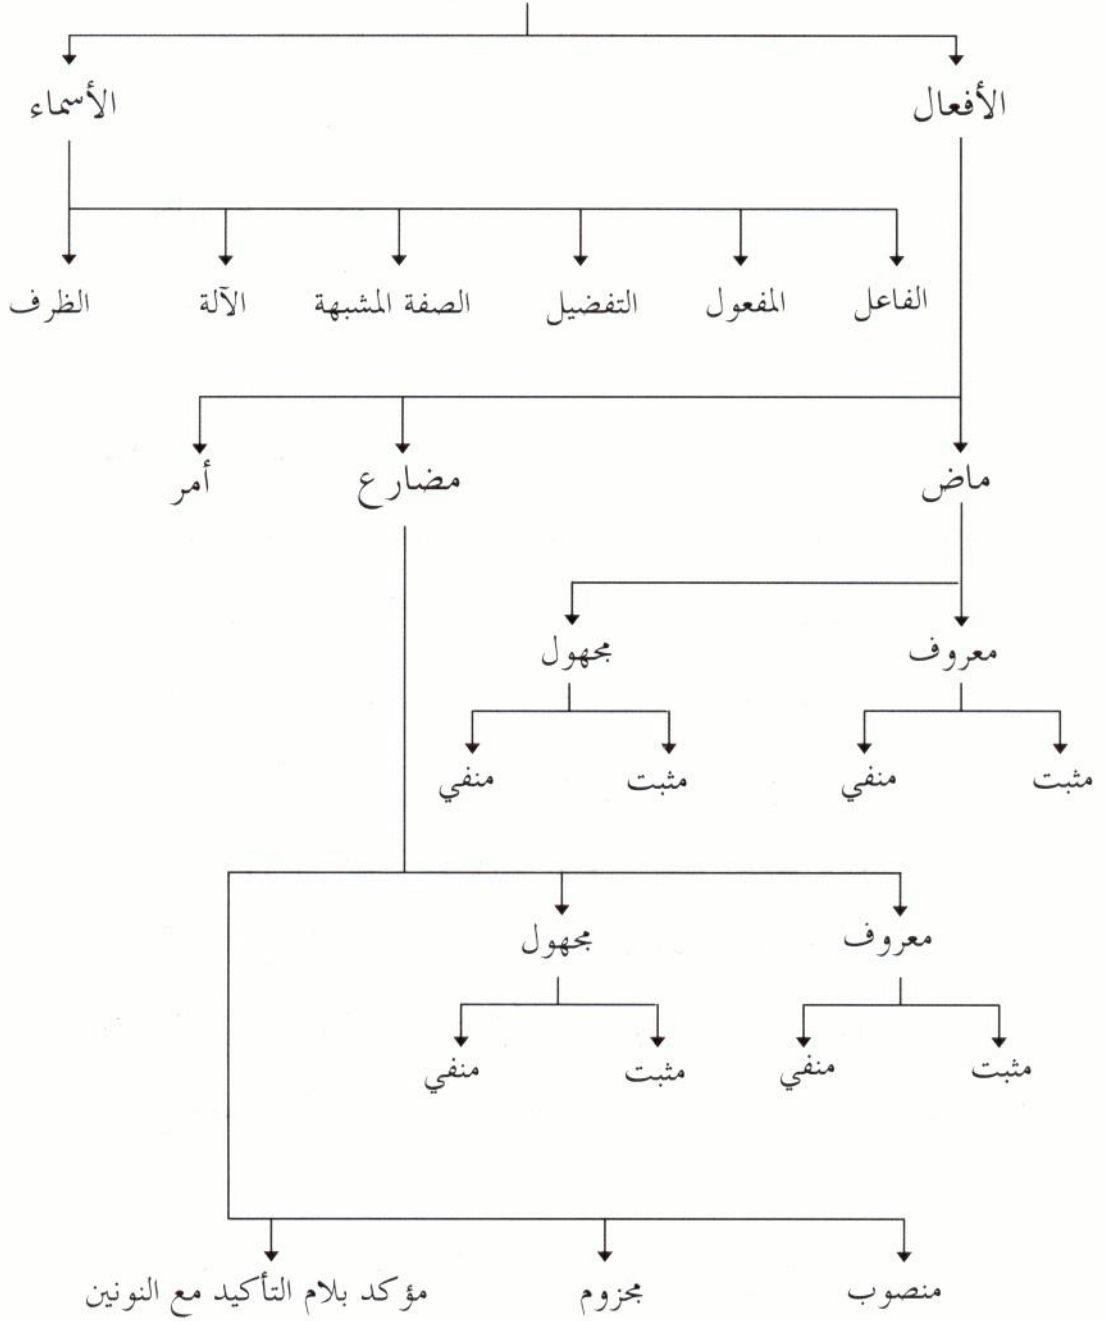 الأفعال الأسماء
الفاعل المفعول التفضيل الصفة المشبهة الآلة الظرف
ماض مضارع أمر
معروف مجهول
مثبت منفي مثبت منفي
معروف مجهول
مثبت منفي مثبت منفي
منصوب مجزوم مؤكد بلام التأكيد مع النونين